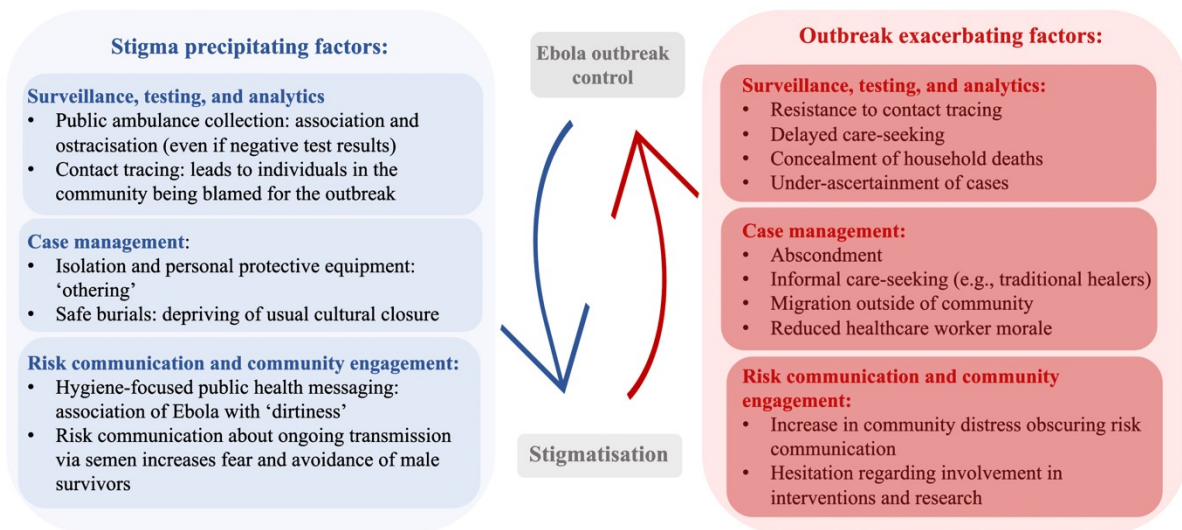 Stigma precipitating factors:
Surveillance, testing, and analytics
• Public ambulance collection: association and
ostracisation (even if negative test results)
• Contact tracing: leads to individuals in the
community being blamed for the outbreak
Case management:
• Isolation and personal protective equipment:
‘othering’
• Safe burials: depriving of usual cultural closure
Risk communication and community engagement:
• Hygiene-focused public health messaging:
association of Ebola with ‘dirtiness’
• Risk communication about ongoing transmission
via semen increases fear and avoidance of male
survivors
Ebola outbreak
control
Stigmatisation
Outbreak exacerbating factors:
Surveillance, testing, and analytics:
• Resistance to contact tracing
• Delayed care-seeking
• Concealment of household deaths
• Under-ascertainment of cases
Case management:
• Abscondment
• Informal care-seeking (e.g., traditional healers)
• Migration outside of community
• Reduced healthcare worker morale
Risk communication and community
engagement:
• Increase in community distress obscuring risk
communication
• Hesitation regarding involvement in
interventions and research